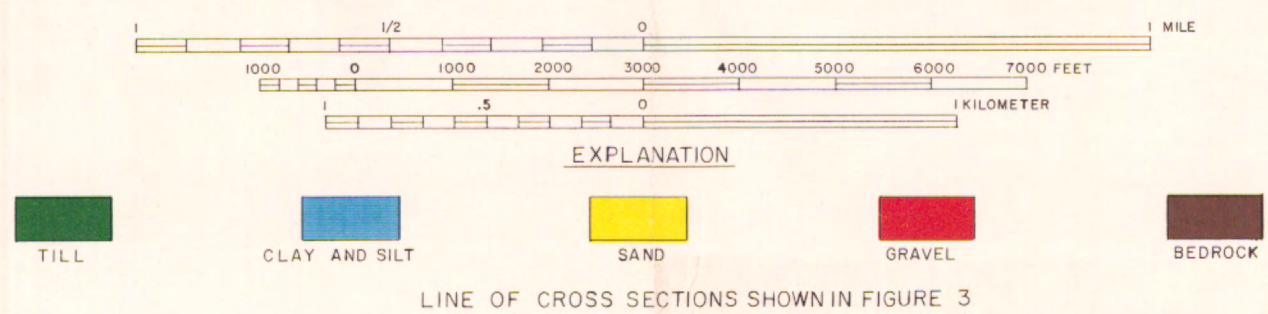 1 1/2 0 1 MILE
1000 0 1000 2000 3000 4000 5000 6000 7000 FEET
1 .5 0 1 KILOMETER
EXPLANATION
TILL CLAY AND SILT SAND GRAVEL BEDROCK
LINE OF CROSS SECTIONS SHOWN IN FIGURE 3